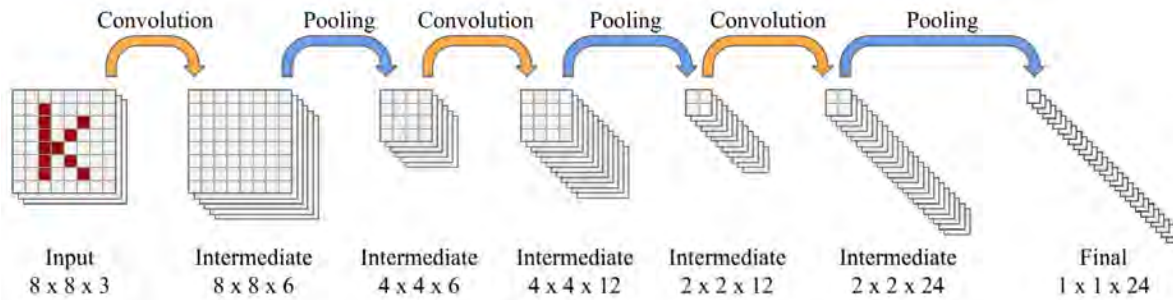 Convolution Pooling Convolution Pooling Convolution Pooling
k
Input Intermediate Intermediate Intermediate Intermediate Intermediate Final
8 x 8 x 3 8 x 8 x 6 4 x 4 x 6 4 x 4 x 12 2 x 2 x 12 2 x 2 x 24 1 x 1 x 24